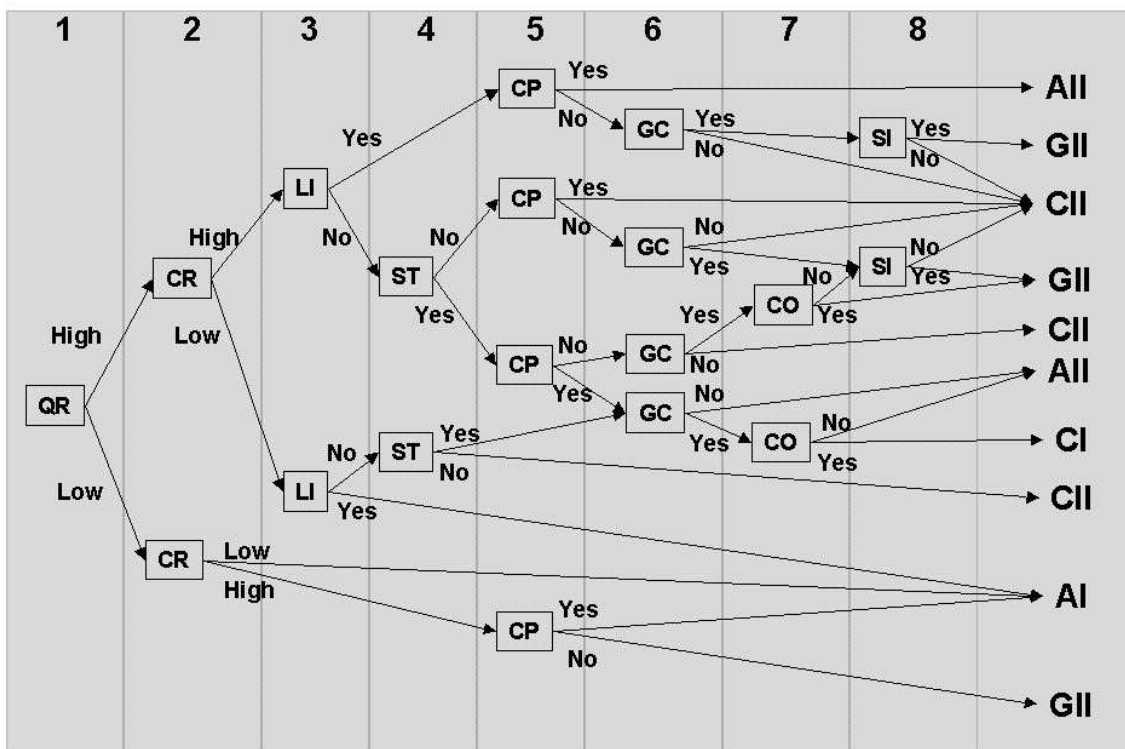 1 2 3 4 5 6 7 8
CP Yes AII
No GC Yes SI Yes GII
No No
Yes
LI CP Yes CII
High No No No GC No
CR ST Yes SI No
No Yes GII
High Low Yes CO Yes
Yes
No GC CII
CP No
QR Yes GC No AII
Yes CO No
Yes CI
Low No ST Yes
No
LI Yes CII
CR Low
High AI
CP Yes
No
GII